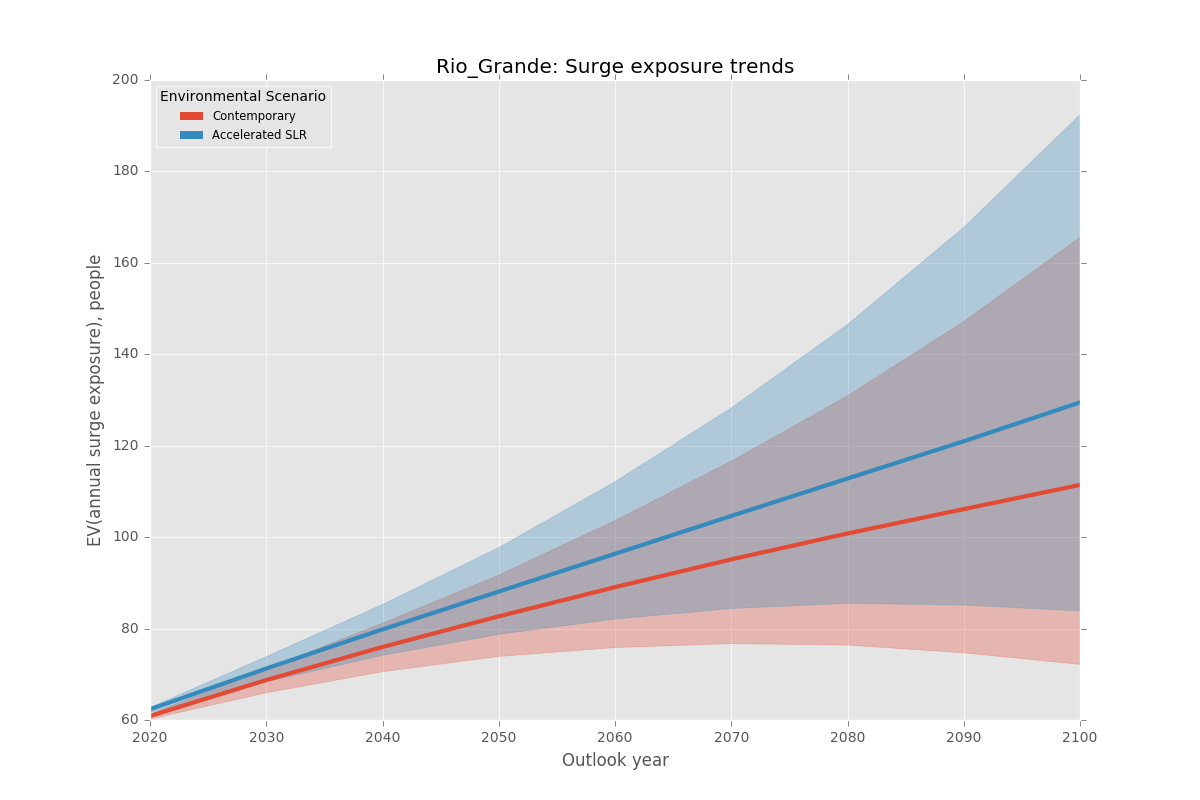 Rio_Grande: Surge exposure trends
200
Environmental Scenario
Contemporary
Accelerated SLR
180
160
140
120
100
80
60
EV(annual surge exposure), people
2020 2030 2040 2050 2060 2070 2080 2090 2100
Outlook year